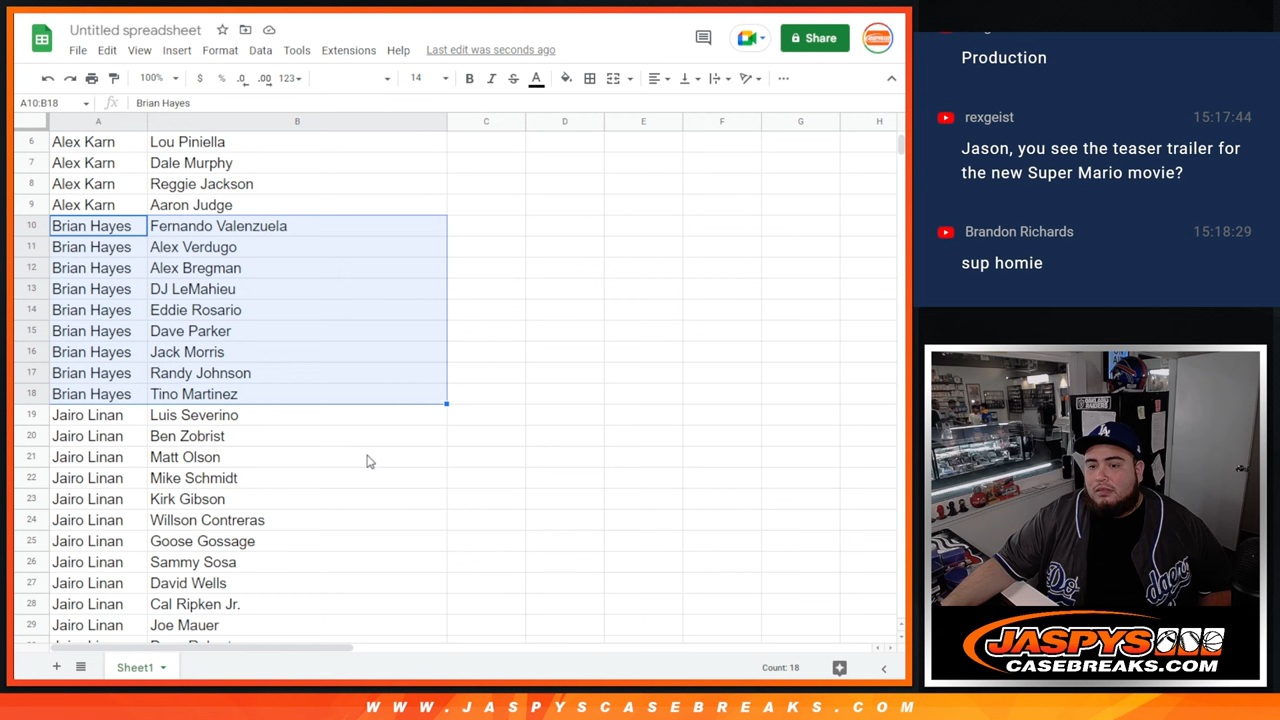 Untitled spreadsheet
File Edit View Insert Format Data Tools Extensions Help Last edit was seconds ago
Share
100% $ % .0 .00 123 14 B I S A
A10:B18 fx Brian Hayes
A B C D E F G H
6 Alex Karn Lou Piniella
7 Alex Karn Dale Murphy
8 Alex Karn Reggie Jackson
9 Alex Karn Aaron Judge
10 Brian Hayes Fernando Valenzuela
11 Brian Hayes Alex Verdugo
12 Brian Hayes Alex Bregman
13 Brian Hayes DJ LeMahieu
14 Brian Hayes Eddie Rosario
15 Brian Hayes Dave Parker
16 Brian Hayes Jack Morris
17 Brian Hayes Randy Johnson
18 Brian Hayes Tino Martinez
19 Jairo Linan Luis Severino
20 Jairo Linan Ben Zobrist
21 Jairo Linan Matt Olson
22 Jairo Linan Mike Schmidt
23 Jairo Linan Kirk Gibson
24 Jairo Linan Willson Contreras
25 Jairo Linan Goose Gossage
26 Jairo Linan Sammy Sosa
27 Jairo Linan David Wells
28 Jairo Linan Cal Ripken Jr.
29 Jairo Linan Joe Mauer
Sheet1 Count: 18
Production
rexgeist 15:17:44
Jason, you see the teaser trailer for
the new Super Mario movie?
Brandon Richards 15:18:29
sup homie
JASPYS
CASEBREAKS.COM
WWW.JASPYSCASEBREAKS.COM